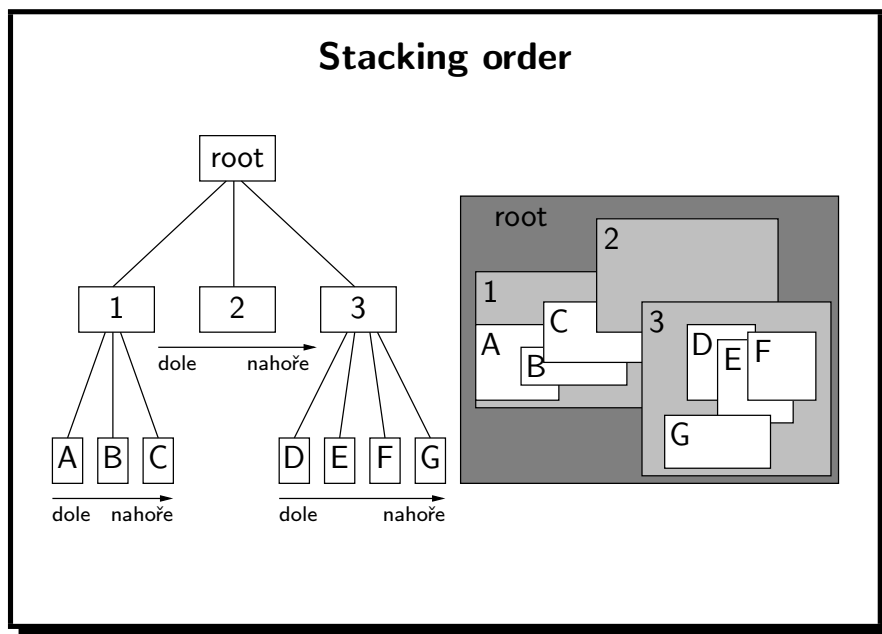 Stacking order
root
1 2 3
dole nahoře
A B C
D E F G
dole nahoře
dole nahoře
root
2
1
C
3
A
B
D
E
F
G